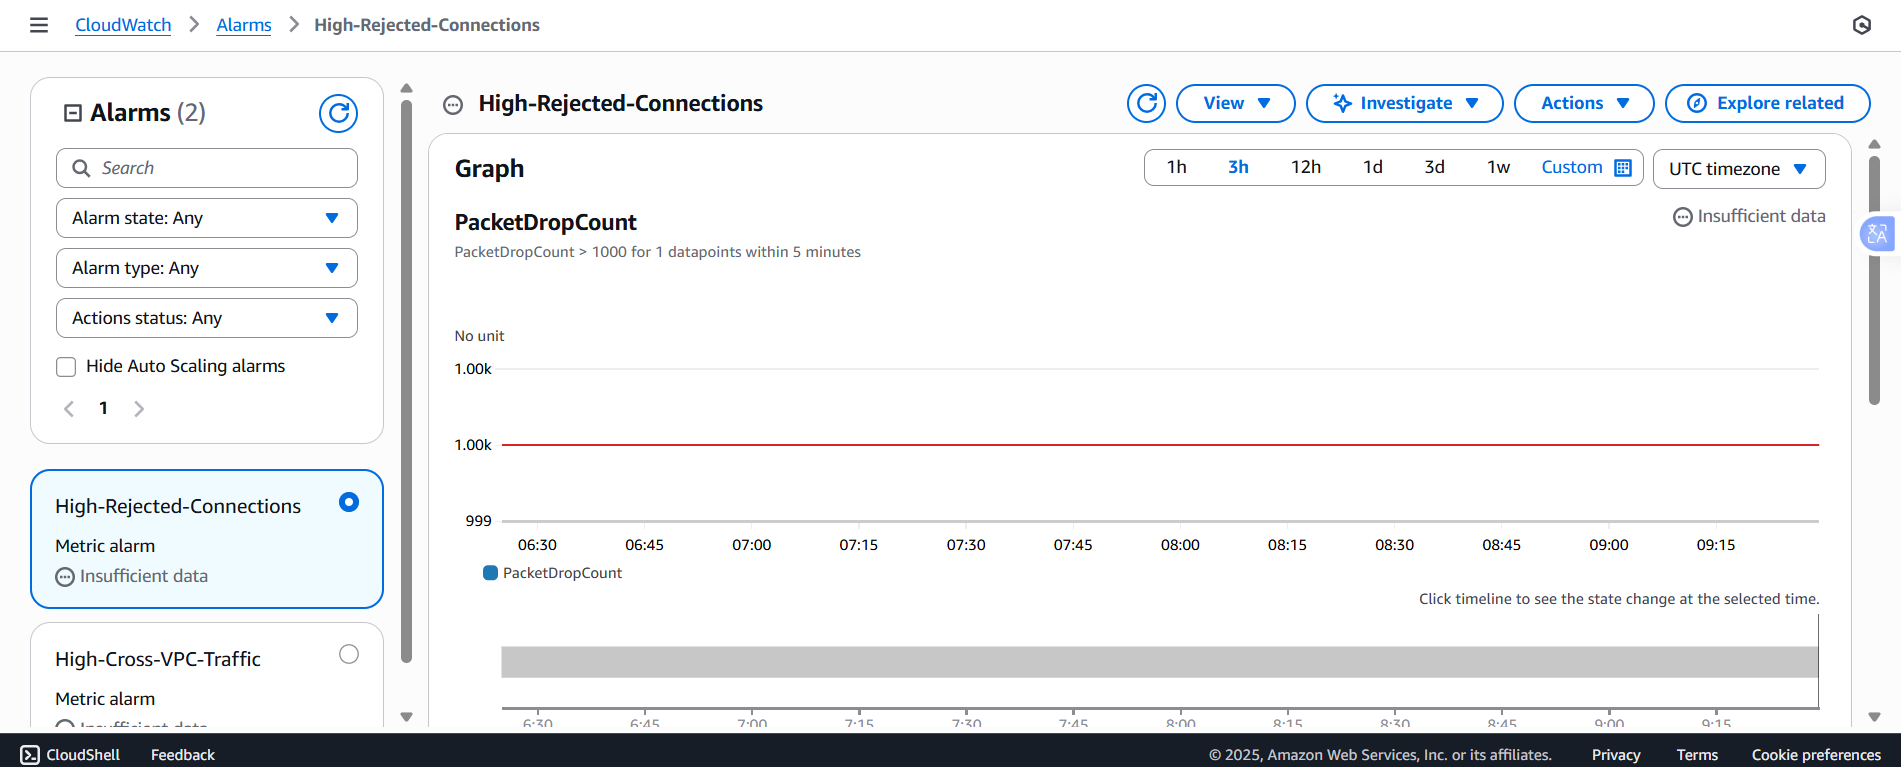 CloudWatch > Alarms > High-Rejected-Connections
Alarms (2)
Search
Alarm state: Any
Alarm type: Any
Actions status: Any
Hide Auto Scaling alarms
1
High-Rejected-Connections
Metric alarm
Insufficient data
High-Cross-VPC-Traffic
Metric alarm
Insufficient data
High-Rejected-Connections
View
Investigate
Actions
Explore related
Graph
1h 3h 12h 1d 3d 1w Custom
UTC timezone
PacketDropCount
Insufficient data
PacketDropCount > 1000 for 1 datapoints within 5 minutes
No unit
1.00k
1.00k
999
06:30 06:45 07:00 07:15 07:30 07:45 08:00 08:15 08:30 08:45 09:00 09:15
PacketDropCount
Click timeline to see the state change at the selected time.
6:30 6:45 7:00 7:15 7:30 7:45 8:00 8:15 8:30 8:45 9:00 9:15
CloudShell Feedback © 2025, Amazon Web Services, Inc. or its affiliates. Privacy Terms Cookie preferences